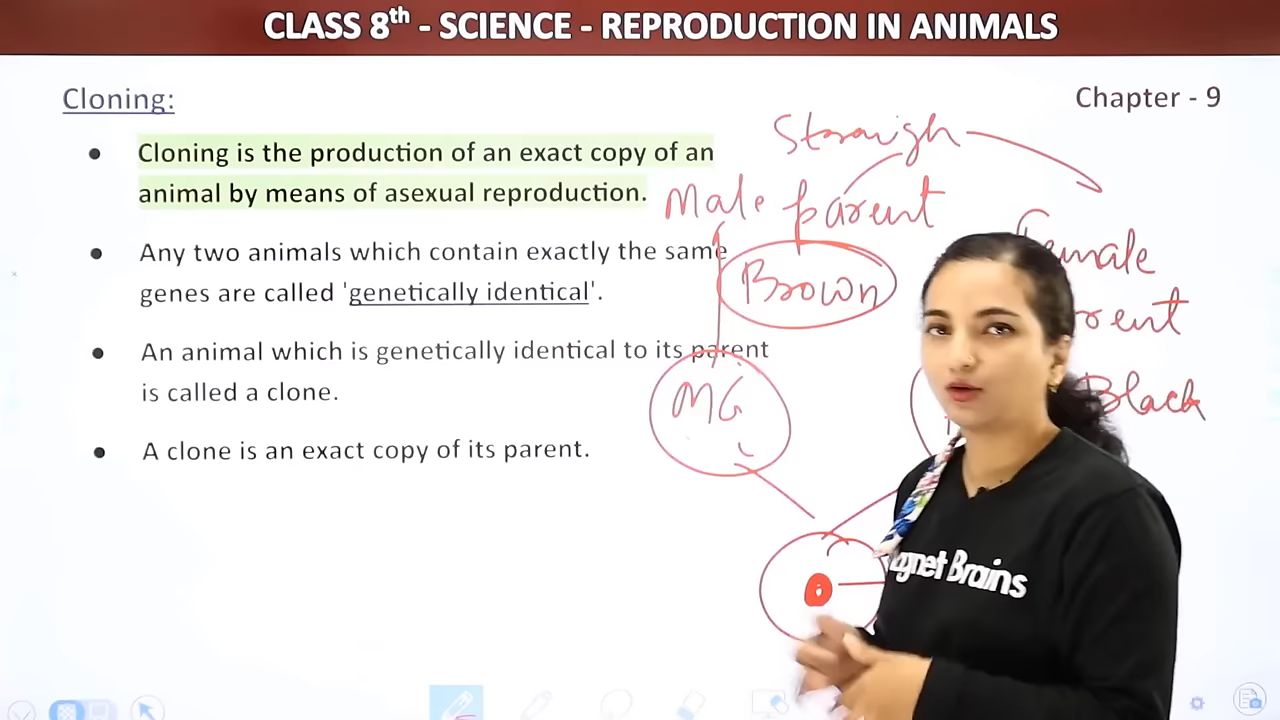 CLASS 8th - SCIENCE - REPRODUCTION IN ANIMALS
Cloning:
Chapter - 9
• Cloning is the production of an exact copy of an
animal by means of asexual reproduction.
• Any two animals which contain exactly the same
genes are called 'genetically identical'.
• An animal which is genetically identical to its parent
is called a clone.
• A clone is an exact copy of its parent.
Male parent
Brown
MG
Female
Black
Brains